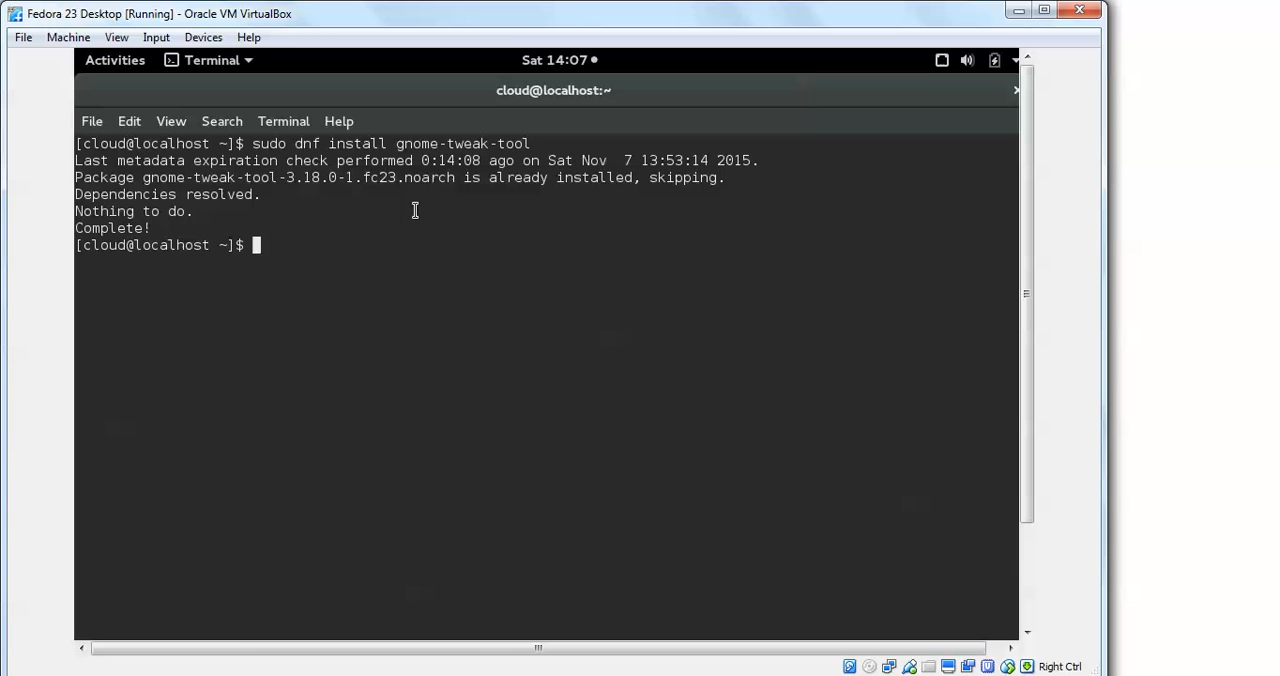 Fedora 23 Desktop [Running] - Oracle VM VirtualBox
File Machine View Input Devices Help
Activities Terminal Sat 14:07
cloud@localhost:~
File Edit View Search Terminal Help
[cloud@localhost ~]$ sudo dnf install gnome-tweak-tool
Last metadata expiration check performed 0:14:08 ago on Sat Nov  7 13:53:14 2015.
Package gnome-tweak-tool-3.18.0-1.fc23.noarch is already installed, skipping.
Dependencies resolved.
Nothing to do.
Complete!
[cloud@localhost ~]$
Right Ctrl